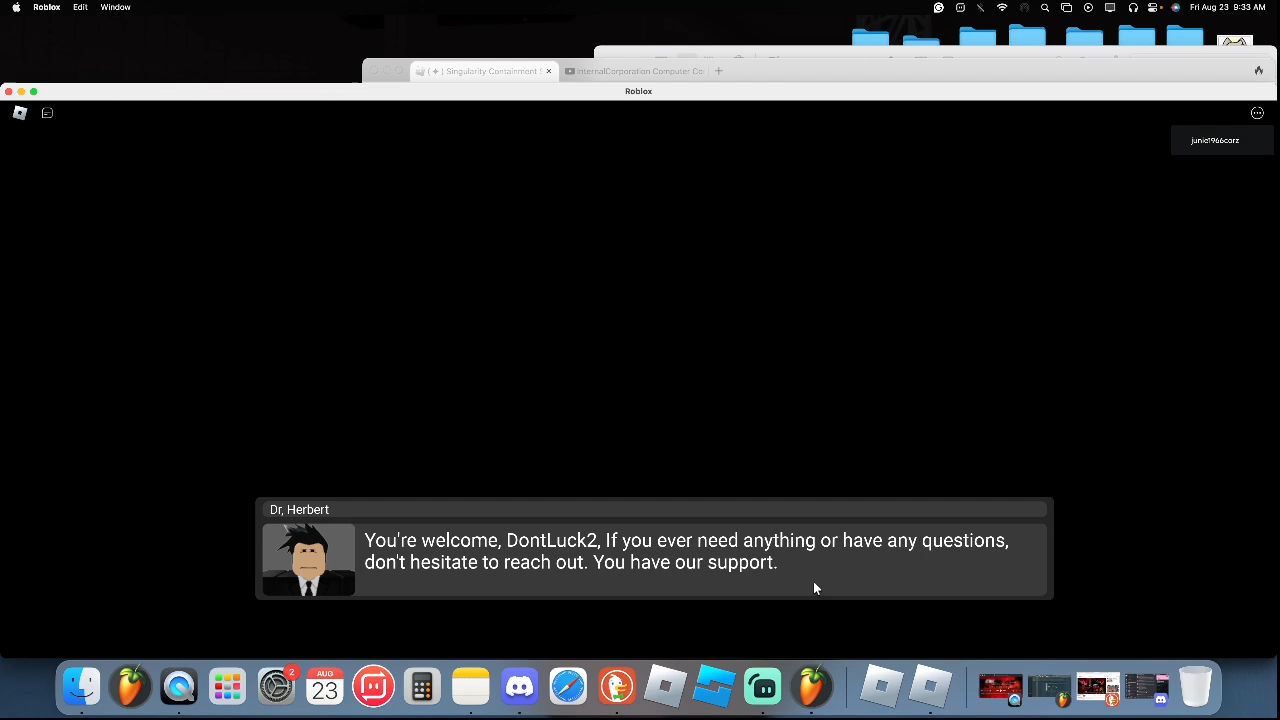 Roblox Edit Window Fri Aug 23 9:33 AM
( ✦ ) Singularity Containment InternalCorporation Computer Co
Roblox
junie1966carz
Dr, Herbert
You're welcome, DontLuck2, If you ever need anything or have any questions,
don't hesitate to reach out. You have our support.
2
AUG
23